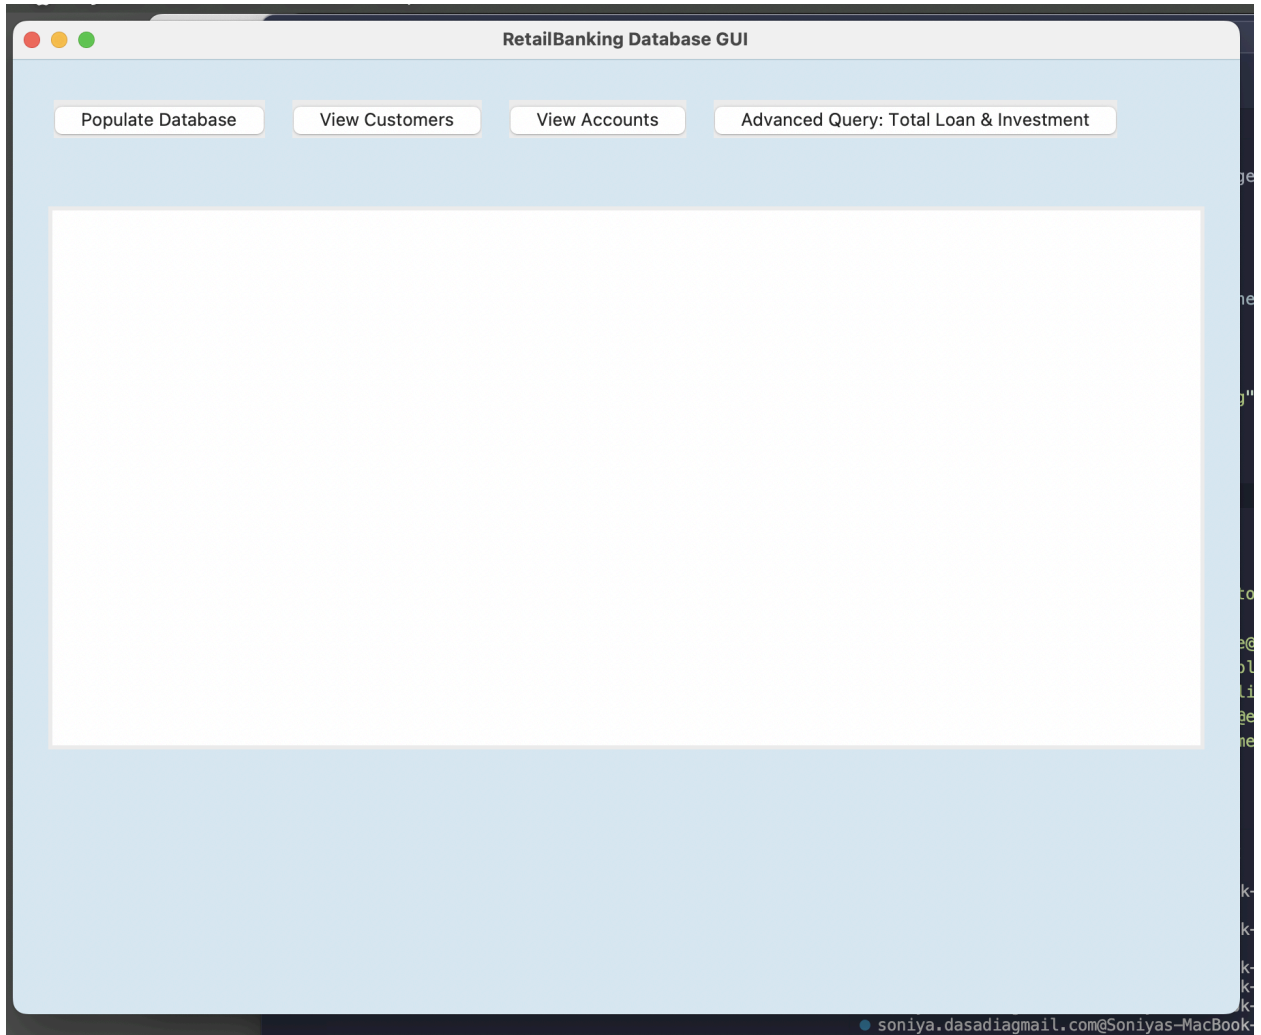 RetailBanking Database GUI
Populate Database
View Customers
View Accounts
Advanced Query: Total Loan & Investment
soniya.dasadiagmail.com@Soniyas-MacBook-